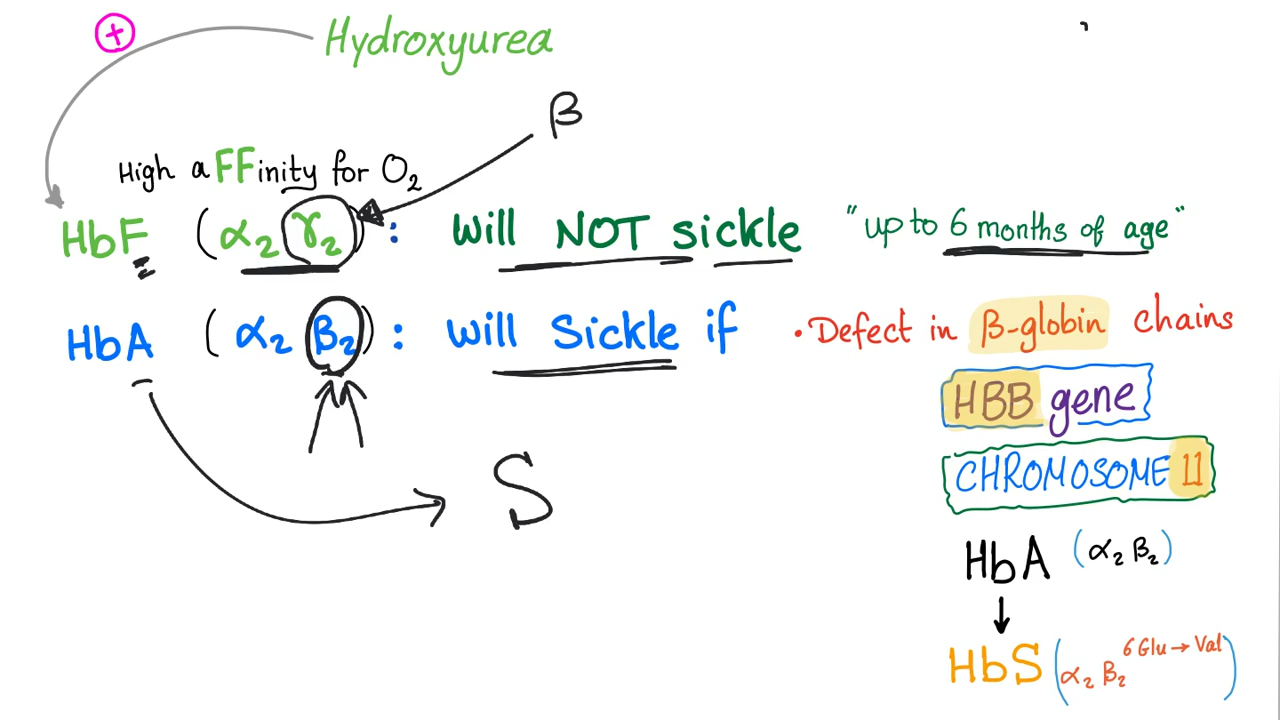 + Hydroxyurea
β
High aFFinity for O₂
HbF (α₂ γ₂) : Will NOT sickle "up to 6 months of age"
HbA (α₂ β₂) : Will Sickle if • Defect in β-globin chains
HBB gene
CHROMOSOME 11
S
HbA (α₂ β₂)
↓
HbS (α₂ β₂ 6 Glu → Val)